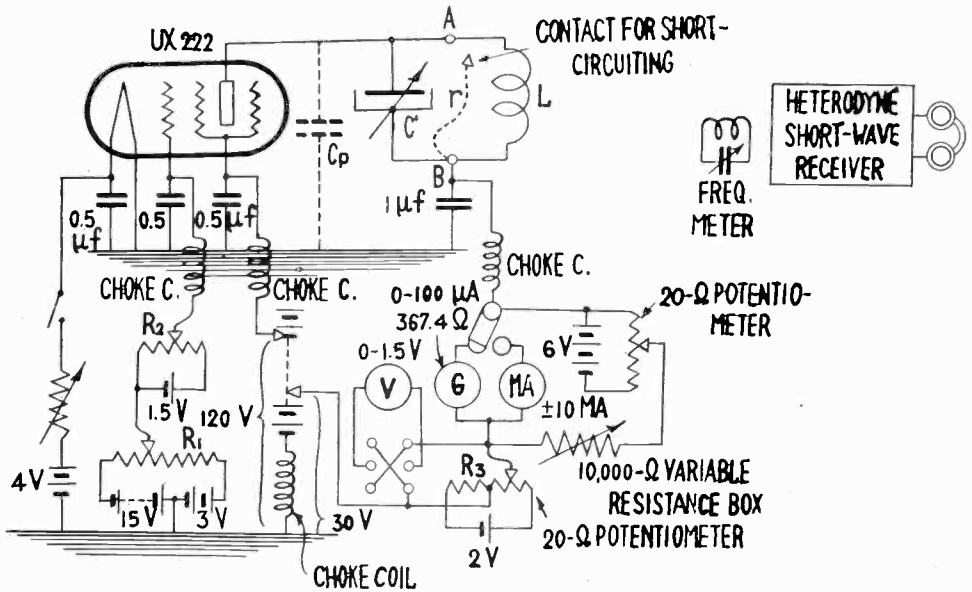 UX 222
A
CONTACT FOR SHORT-
CIRCUITING
r
L
C'
Cp
B
HETERODYNE
SHORT-WAVE
RECEIVER
FREQ.
METER
0.5
μf
0.5
0.5
μf
1 μf
CHOKE C.
CHOKE C.
CHOKE C.
0-100 μA
367.4 Ω
20-Ω POTENTIO-
METER
R2
0-1.5 V
6 V
V
G
MA
±10 MA
1.5 V
120 V
R1
4 V
15 V
3 V
30 V
R3
10,000-Ω VARIABLE
RESISTANCE BOX
20-Ω POTENTIOMETER
2 V
CHOKE COIL